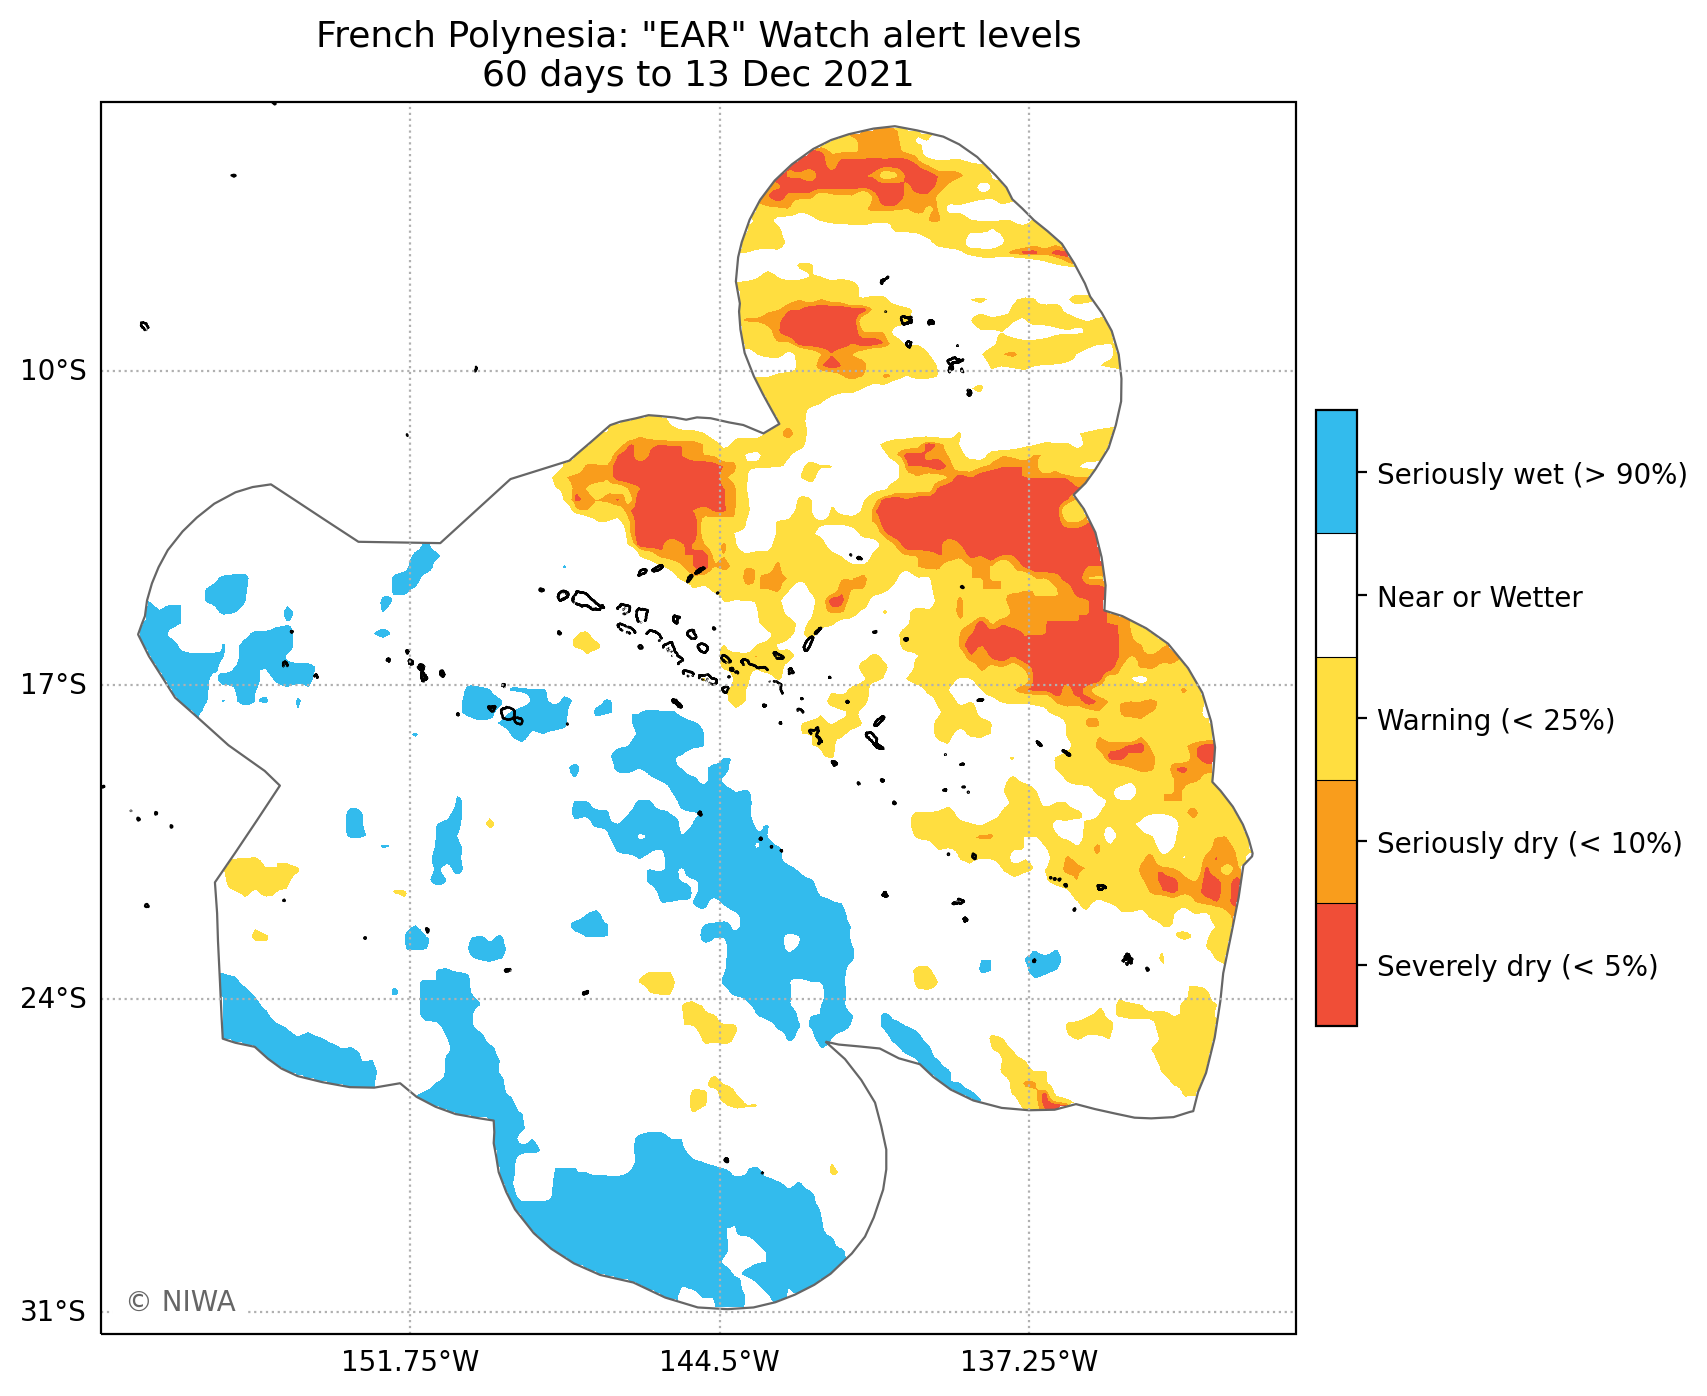 French Polynesia: "EAR" Watch alert levels
60 days to 13 Dec 2021
10°S
17°S
24°S
31°S
151.75°W
144.5°W
137.25°W
Seriously wet (> 90%)
Near or Wetter
Warning (< 25%)
Seriously dry (< 10%)
Severely dry (< 5%)
© NIWA